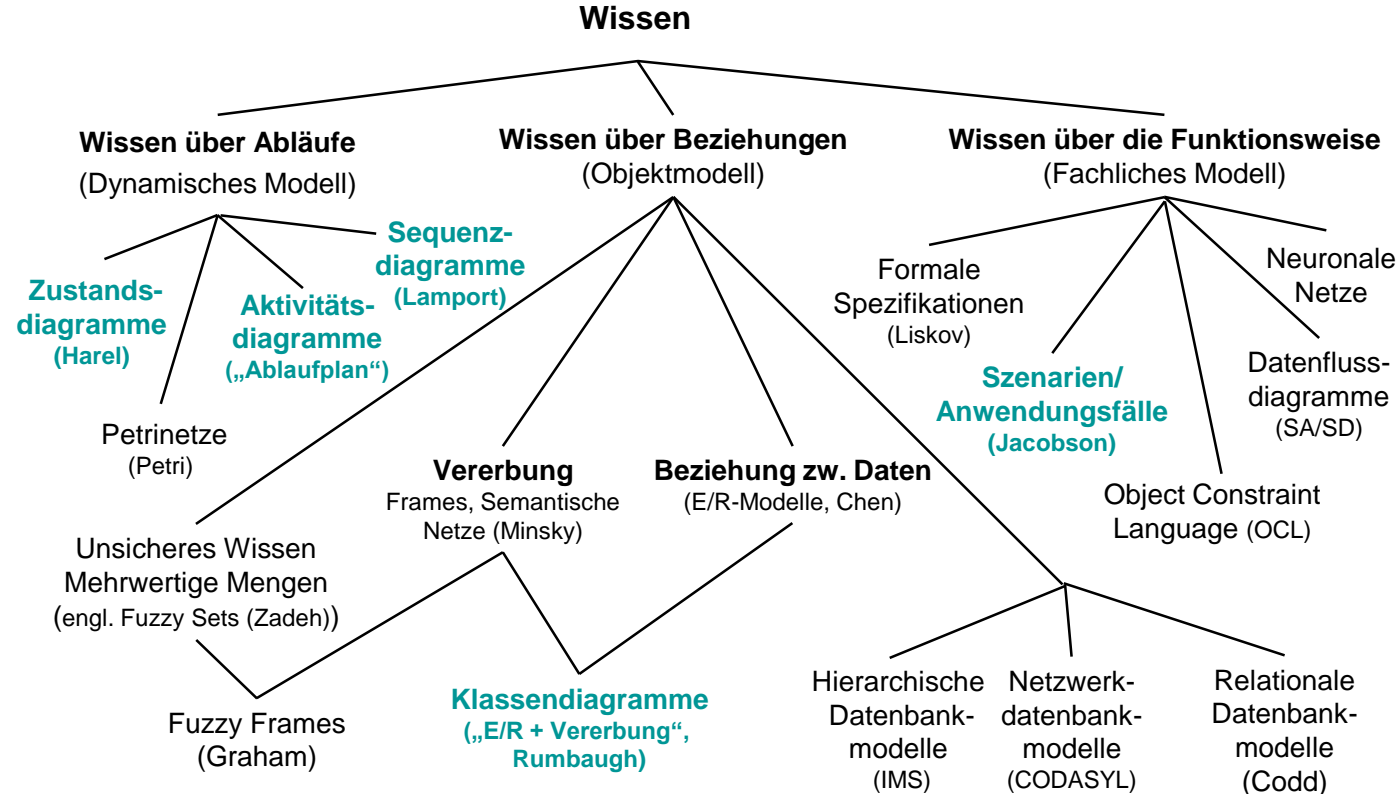 Wissen
Wissen über Abläufe
(Dynamisches Modell)
Wissen über Beziehungen
(Objektmodell)
Wissen über die Funktionsweise
(Fachliches Modell)
Zustands-
diagramme
(Harel)
Petrinetze
(Petri)
Aktivitäts-
diagramme
(„Ablaufplan“)
Sequenz-
diagramme
(Lamport)
Formale
Spezifikationen
(Liskov)
Szenarien/
Anwendungsfälle
(Jacobson)
Object Constraint
Language (OCL)
Datenfluss-
diagramme
(SA/SD)
Neuronale
Netze
Unsicheres Wissen
Mehrwertige Mengen
(engl. Fuzzy Sets (Zadeh))
Vererbung
Frames, Semantische
Netze (Minsky)
Beziehung zw. Daten
(E/R-Modelle, Chen)
Fuzzy Frames
(Graham)
Klassendiagramme
(„E/R + Vererbung“,
Rumbaugh)
Hierarchische
Datenbank-
modelle
(IMS)
Netzwerk-
datenbank-
modelle
(CODASYL)
Relationale
Datenbank-
modelle
(Codd)